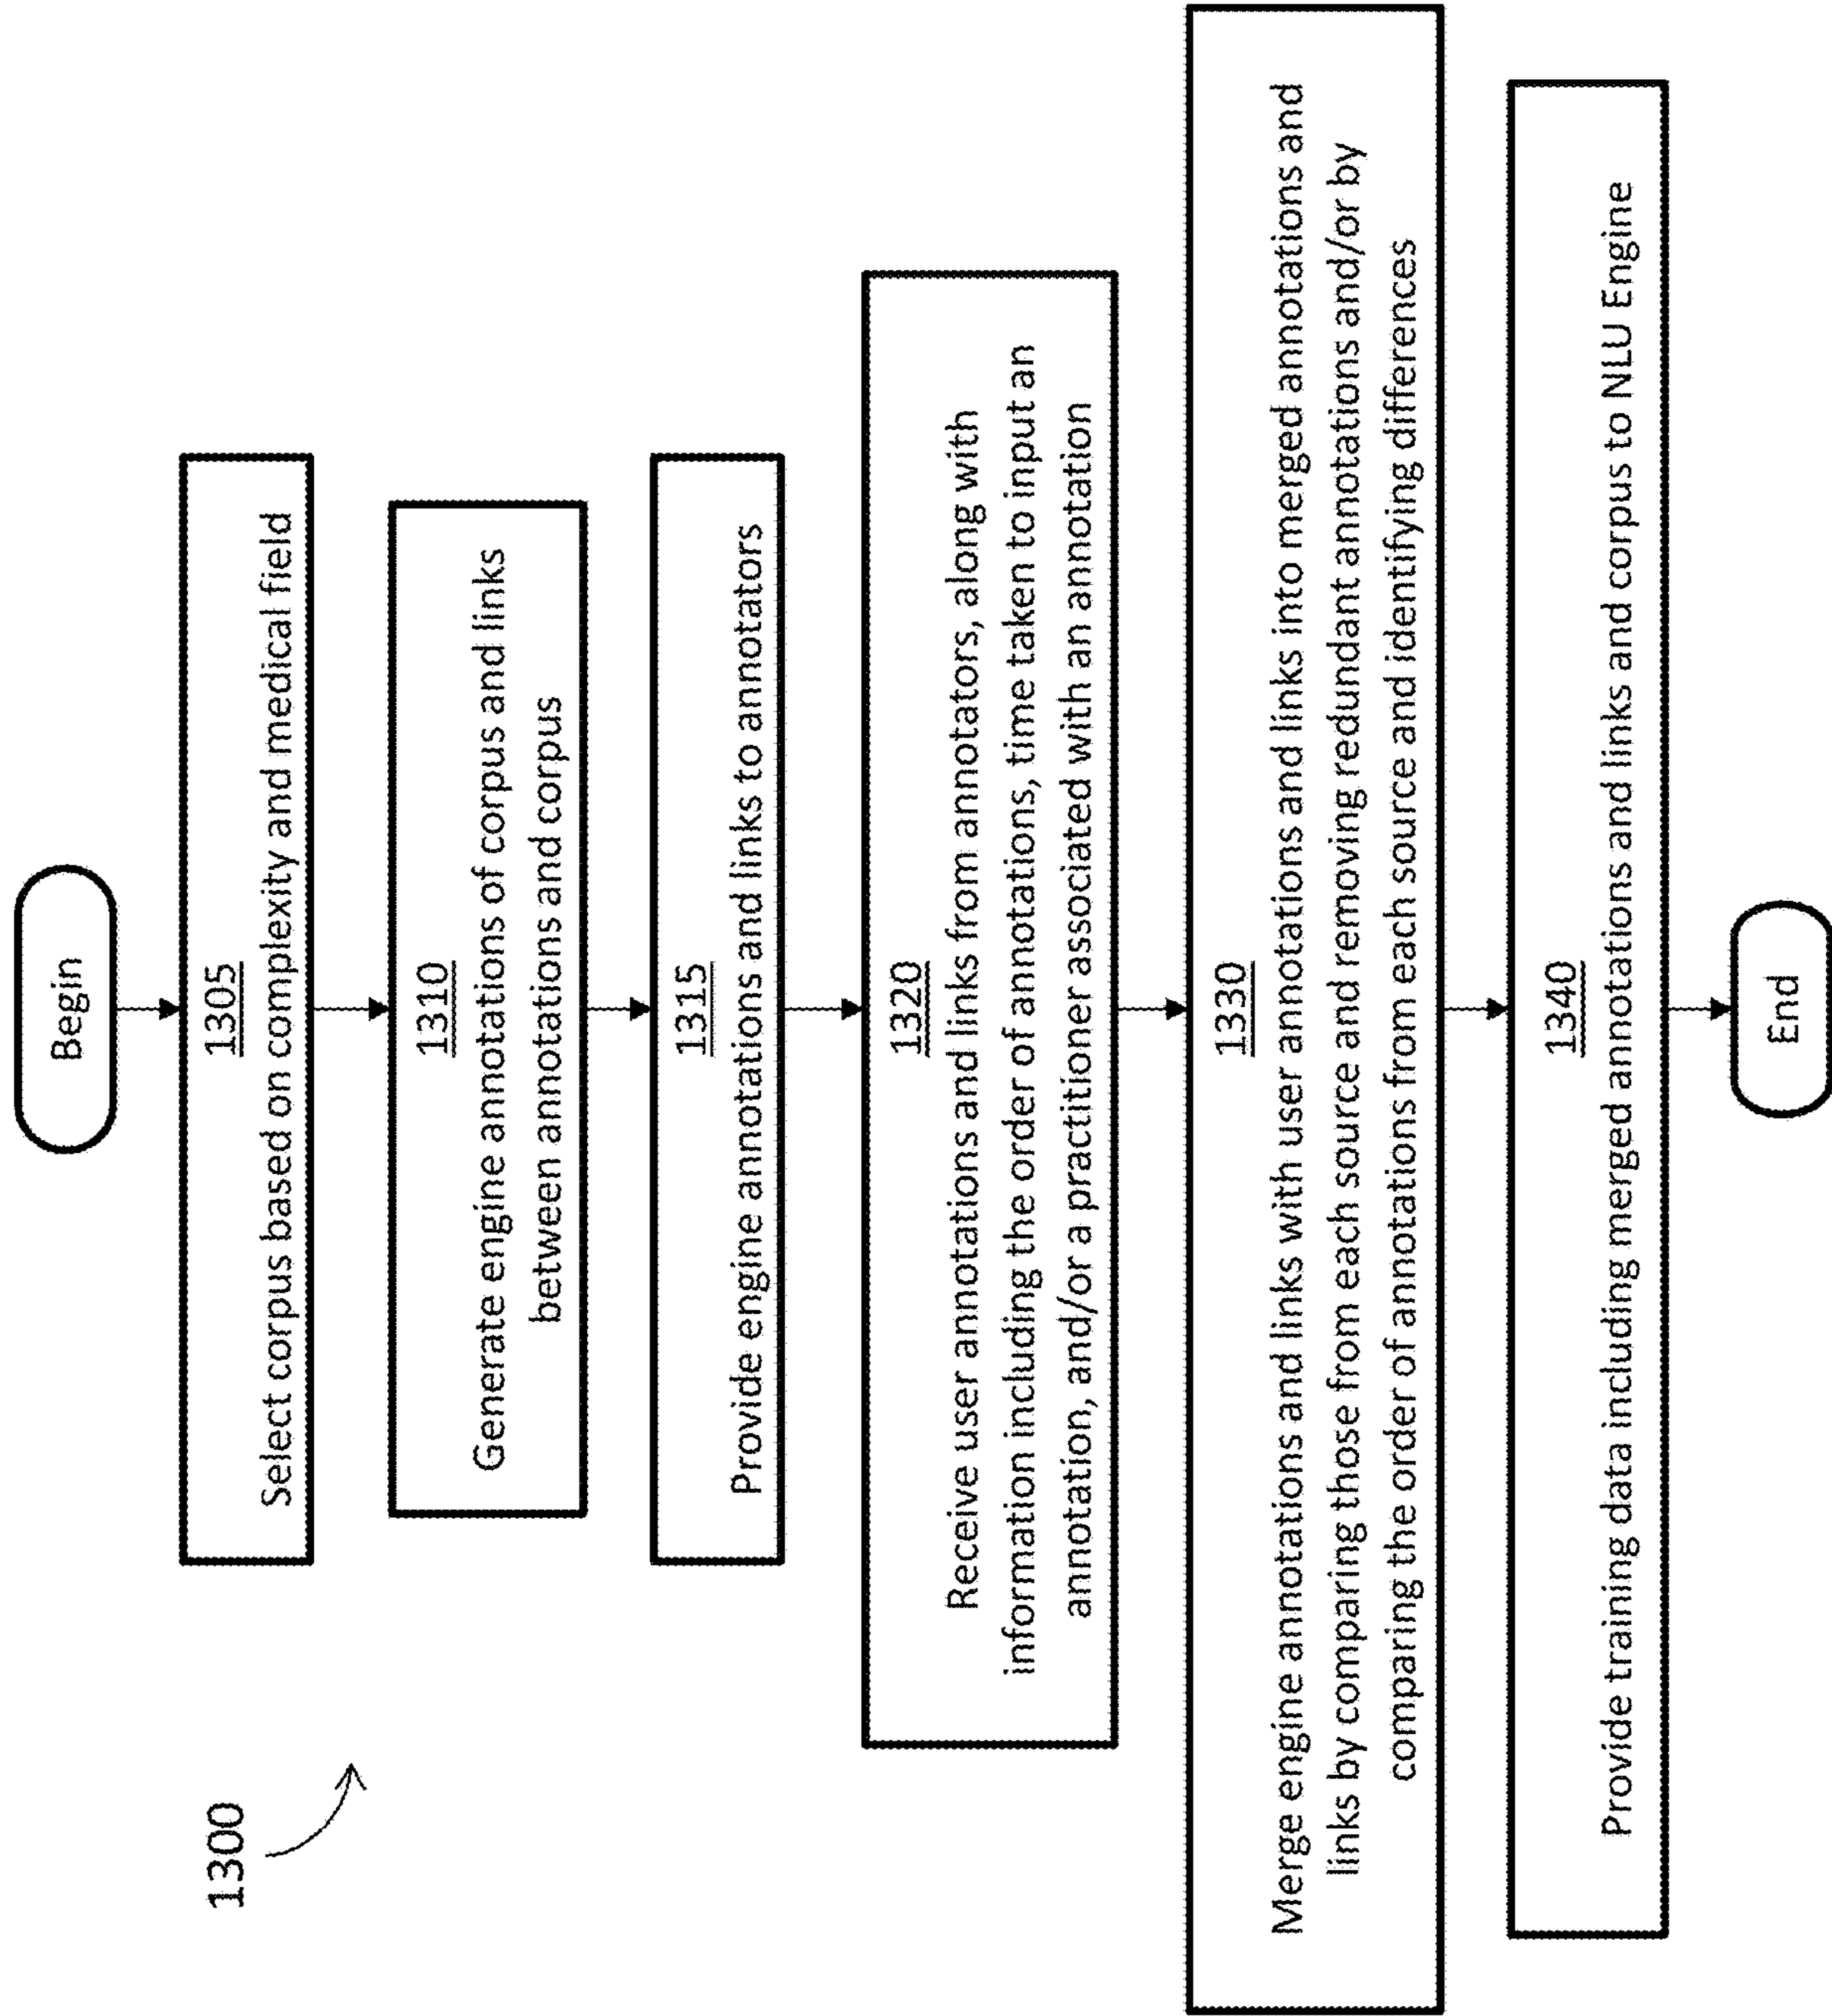 1300
Begin
1305
Select corpus based on complexity and medical field
1310
Generate engine annotations of corpus and links
between annotations and corpus
1315
Provide engine annotations and links to annotators
1320
Receive user annotations and links from annotators, along with
information including the order of annotations, time taken to input an
annotation, and/or a practitioner associated with an annotation
1330
Merge engine annotations and links with user annotations and links into merged annotations and
links by comparing those from each source and removing redundant annotations and/or by
comparing the order of annotations from each source and identifying differences
1340
Provide training data including merged annotations and links and corpus to NLU Engine
End